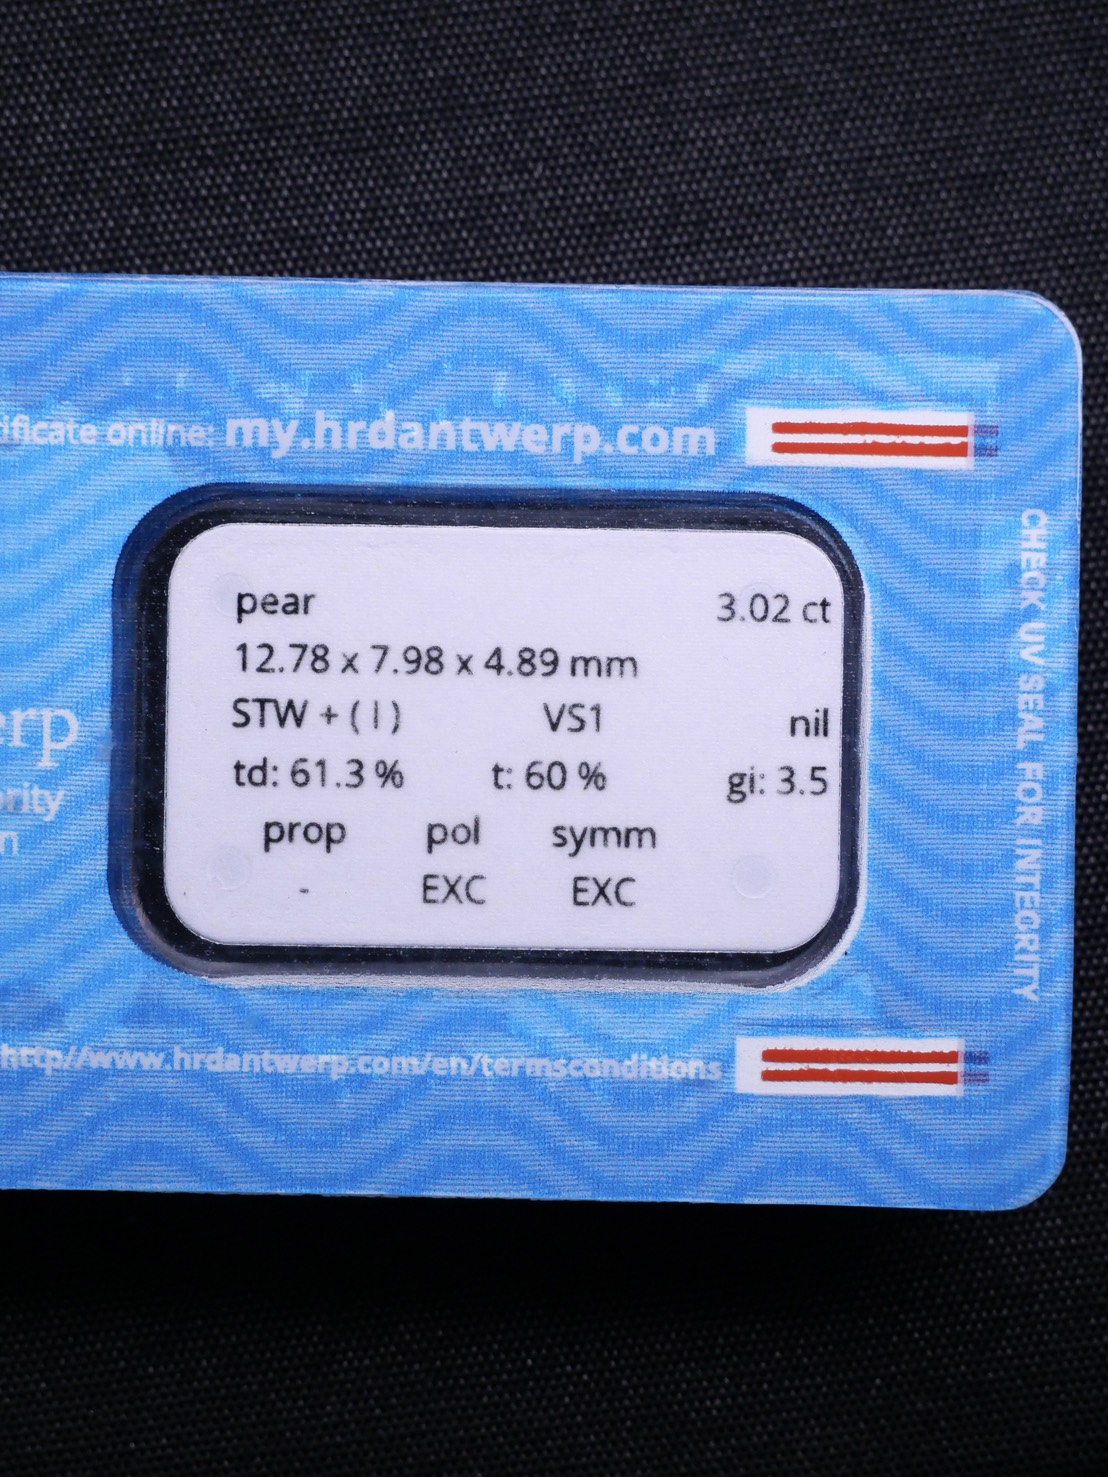 ificate online: my.hrdantwerp.com
pear 3.02 ct
12.78 x 7.98 x 4.89 mm
STW + ( I ) VS1 nil
td: 61.3 % t: 60 % gi: 3.5
prop pol symm
- EXC EXC
erp
ority
n
http//www.hrdantwerp.com/en/termsconditions
CHECK UV SEAL FOR INTEGRITY